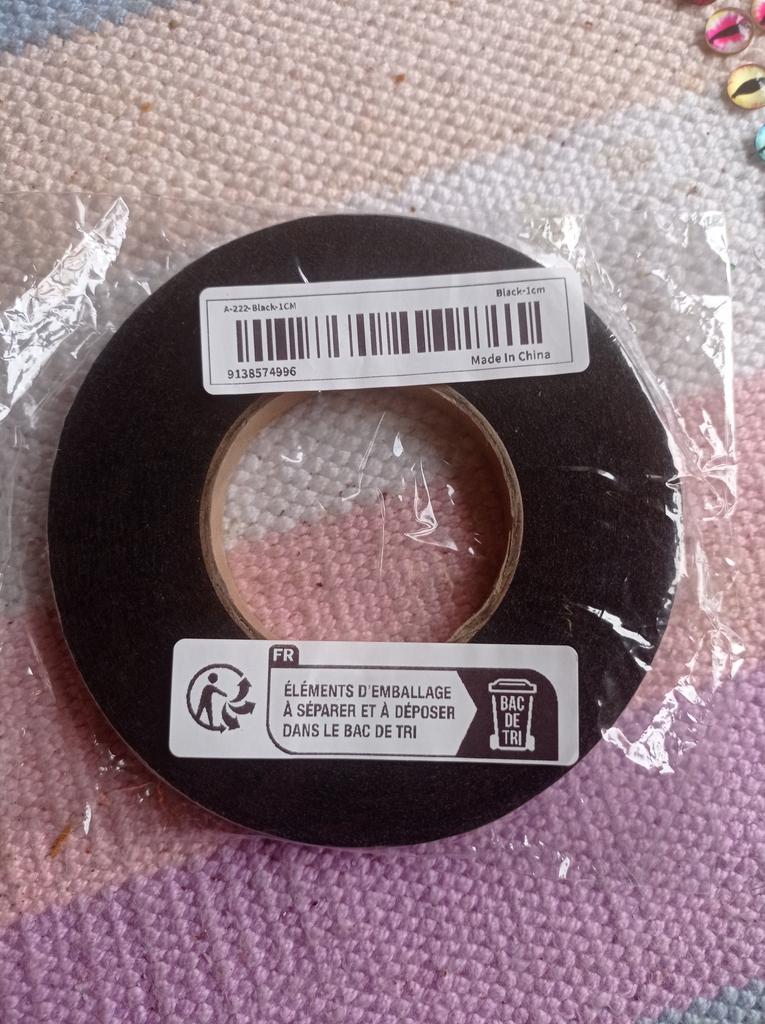 A-222-Black-1CM
Black-1cm
9138574996
Made In China
FR
ÉLÉMENTS D'EMBALLAGE
À SÉPARER ET À DÉPOSER
DANS LE BAC DE TRI
BAC
DE
TRI